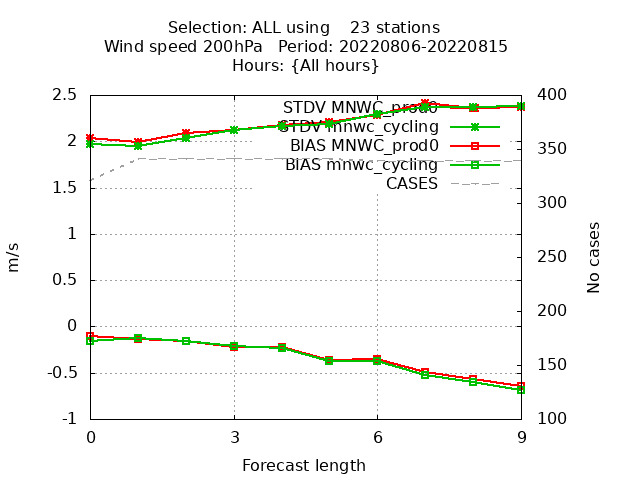 Selection: ALL using    23 stations
Wind speed 200hPa   Period: 20220806-20220815
Hours: {All hours}
2.5
2
1.5
1
0.5
0
-0.5
-1
m/s
STDV MNWC_prod0
STDV mnwc_cycling
BIAS MNWC_prod0
BIAS mnwc_cycling
CASES
400
350
300
250
200
150
100
No cases
0
3
6
9
Forecast length